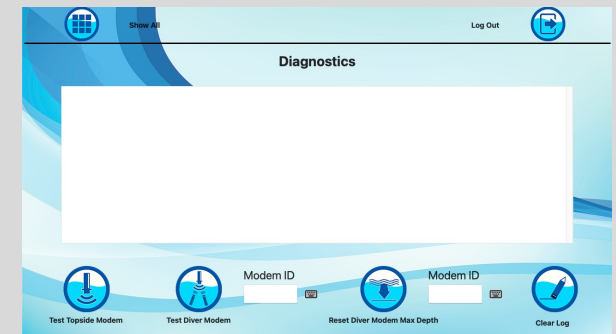 Show All
Log Out
Diagnostics
Modem ID
Modem ID
Test Topside Modem
Test Diver Modem
Reset Diver Modem Max Depth
Clear Log